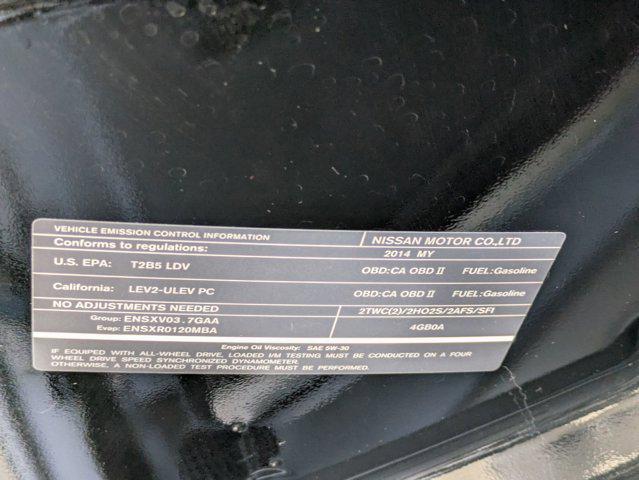 VEHICLE EMISSION CONTROL INFORMATION NISSAN MOTOR CO.,LTD
Conforms to regulations: 2014 MY
U.S. EPA: T2B5 LDV OBD:CA OBD II FUEL:Gasoline
California: LEV2-ULEV PC OBD:CA OBD II FUEL:Gasoline
NO ADJUSTMENTS NEEDED 2TWC(2)/2HO2S/2AFS/SFI
Group: ENSXV03.7GAA
Evap: ENSXR0120MBA 4GB0A
Engine Oil Viscosity: SAE 5W-30
IF EQUIPPED WITH ALL-WHEEL DRIVE, LOADED I/M TESTING MUST BE CONDUCTED ON A FOUR
WHEEL DRIVE SPEED SYNCHRONIZED DYNAMOMETER.
OTHERWISE, A NON-LOADED TEST PROCEDURE MUST BE PERFORMED.